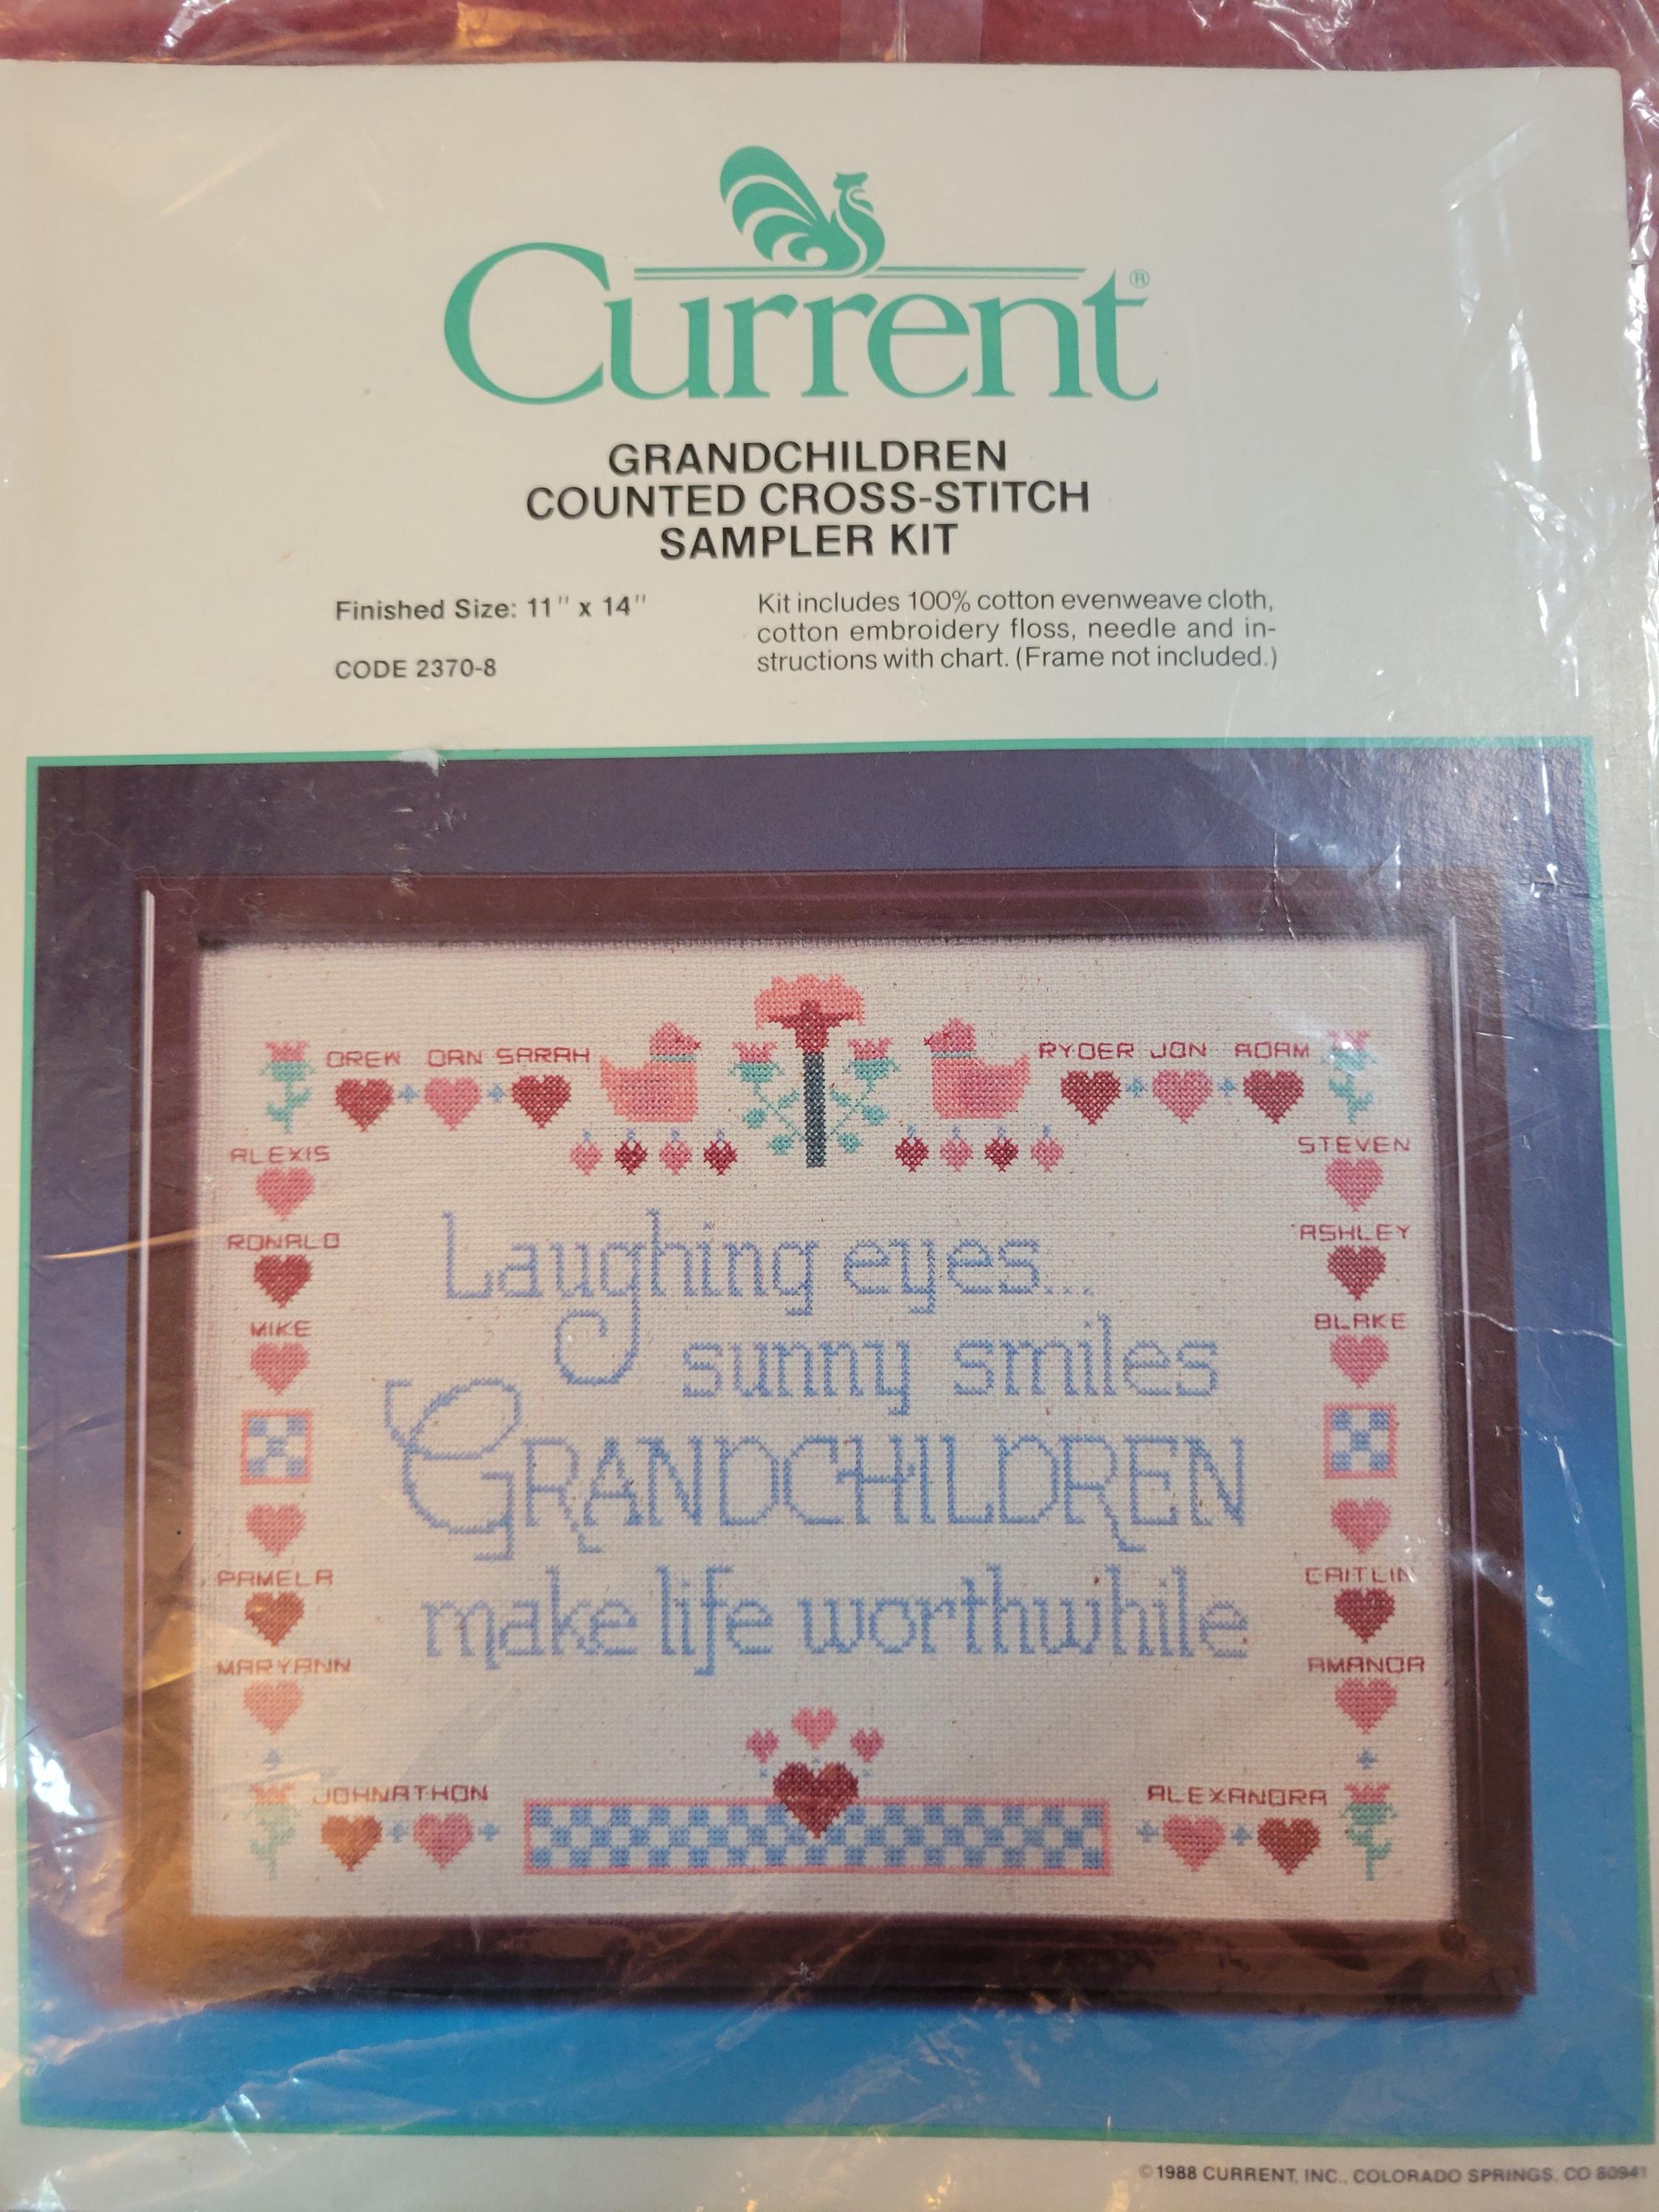 Current®
GRANDCHILDREN
COUNTED CROSS-STITCH
SAMPLER KIT
Finished Size: 11" x 14"
CODE 2370-8
Kit includes 100% cotton evenweave cloth,
cotton embroidery floss, needle and in-
structions with chart. (Frame not included.)
DREW DAN SARAH
RYDER JON ADAM
ALEXIS
RONALD
MIKE
PAMELA
MARYANN
JOHNATHON
Laughing eyes...
sunny smiles
GRANDCHILDREN
make life worthwhile
STEVEN
ASHLEY
BLAKE
CAITLIN
AMANDA
ALEXANDRA
©1988 CURRENT, INC., COLORADO SPRINGS, CO 80941